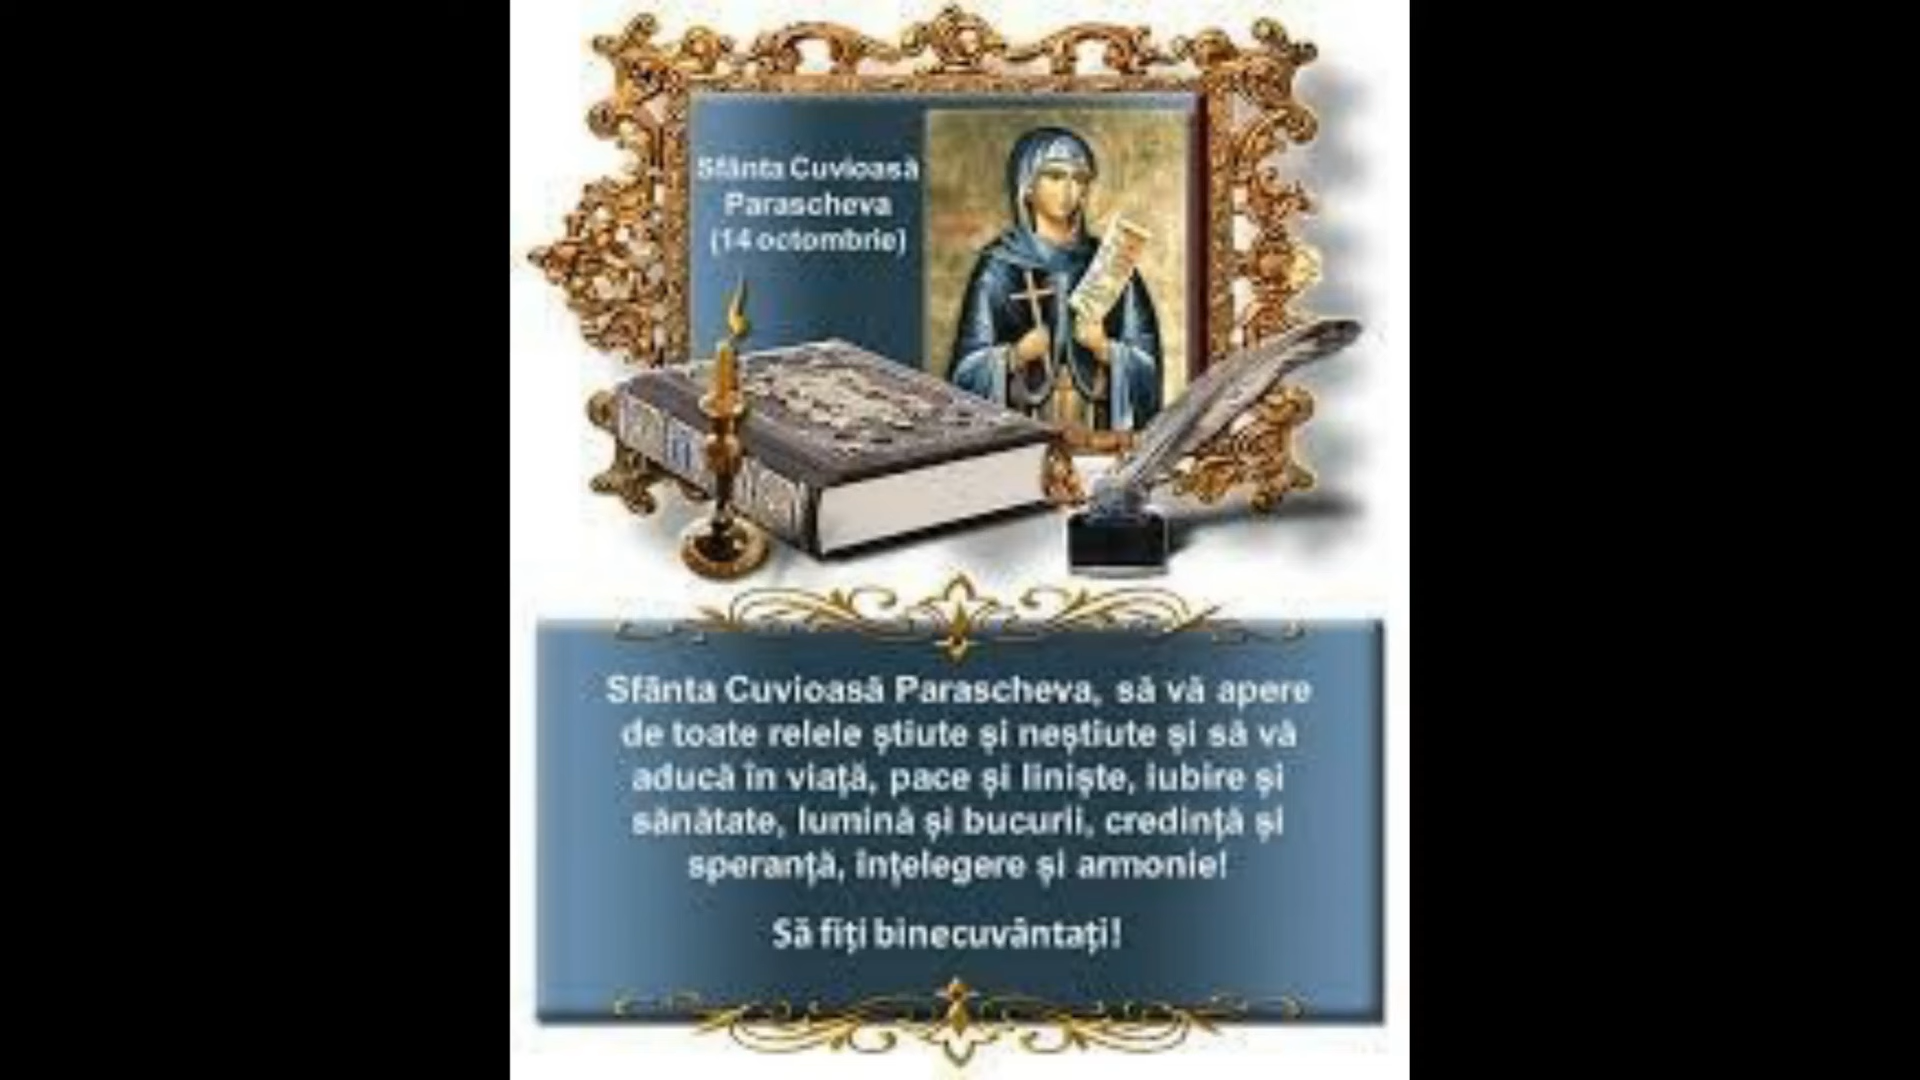 Sfânta Cuvioasă
Parascheva
(14 octombrie)
Sfânta Cuvioasă Parascheva, să vă apere
de toate relele ştiute şi neştiute şi să vă
aducă în viaţă, pace şi linişte, iubire şi
sănătate, lumină şi bucurii, credinţă şi
speranţă, înţelegere şi armonie!
Să fiți binecuvântați!